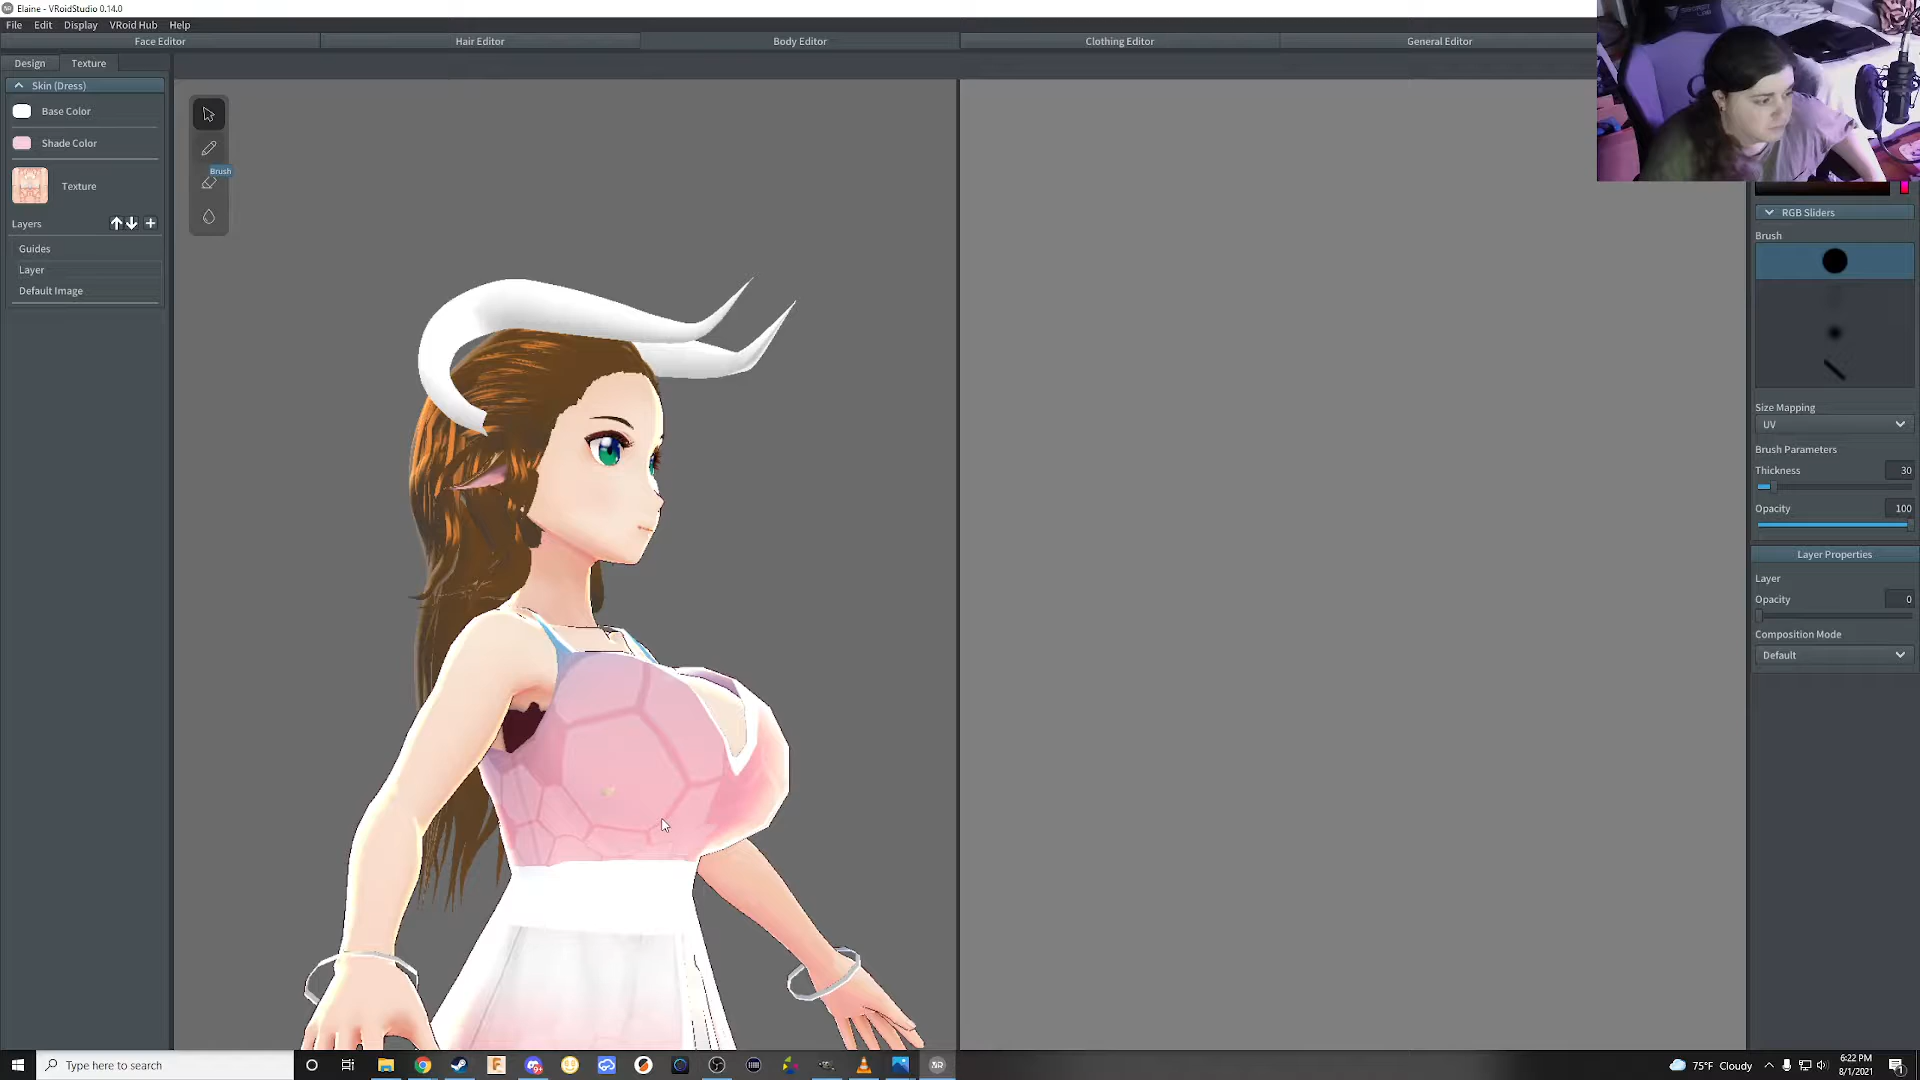 Elaine - VRoidStudio 0.14.0
File Edit Display VRoid Hub Help
Face Editor Hair Editor Body Editor Clothing Editor General Editor
Design Texture
Skin (Dress)
Base Color
Shade Color
Texture
Layers
Guides
Layer
Default Image
Brush
RGB Sliders
Brush
Size Mapping
UV
Brush Parameters
Thickness 30
Opacity 100
Layer Properties
Layer
Opacity 0
Composition Mode
Default
Type here to search
75°F Cloudy
6:22 PM
8/1/2021